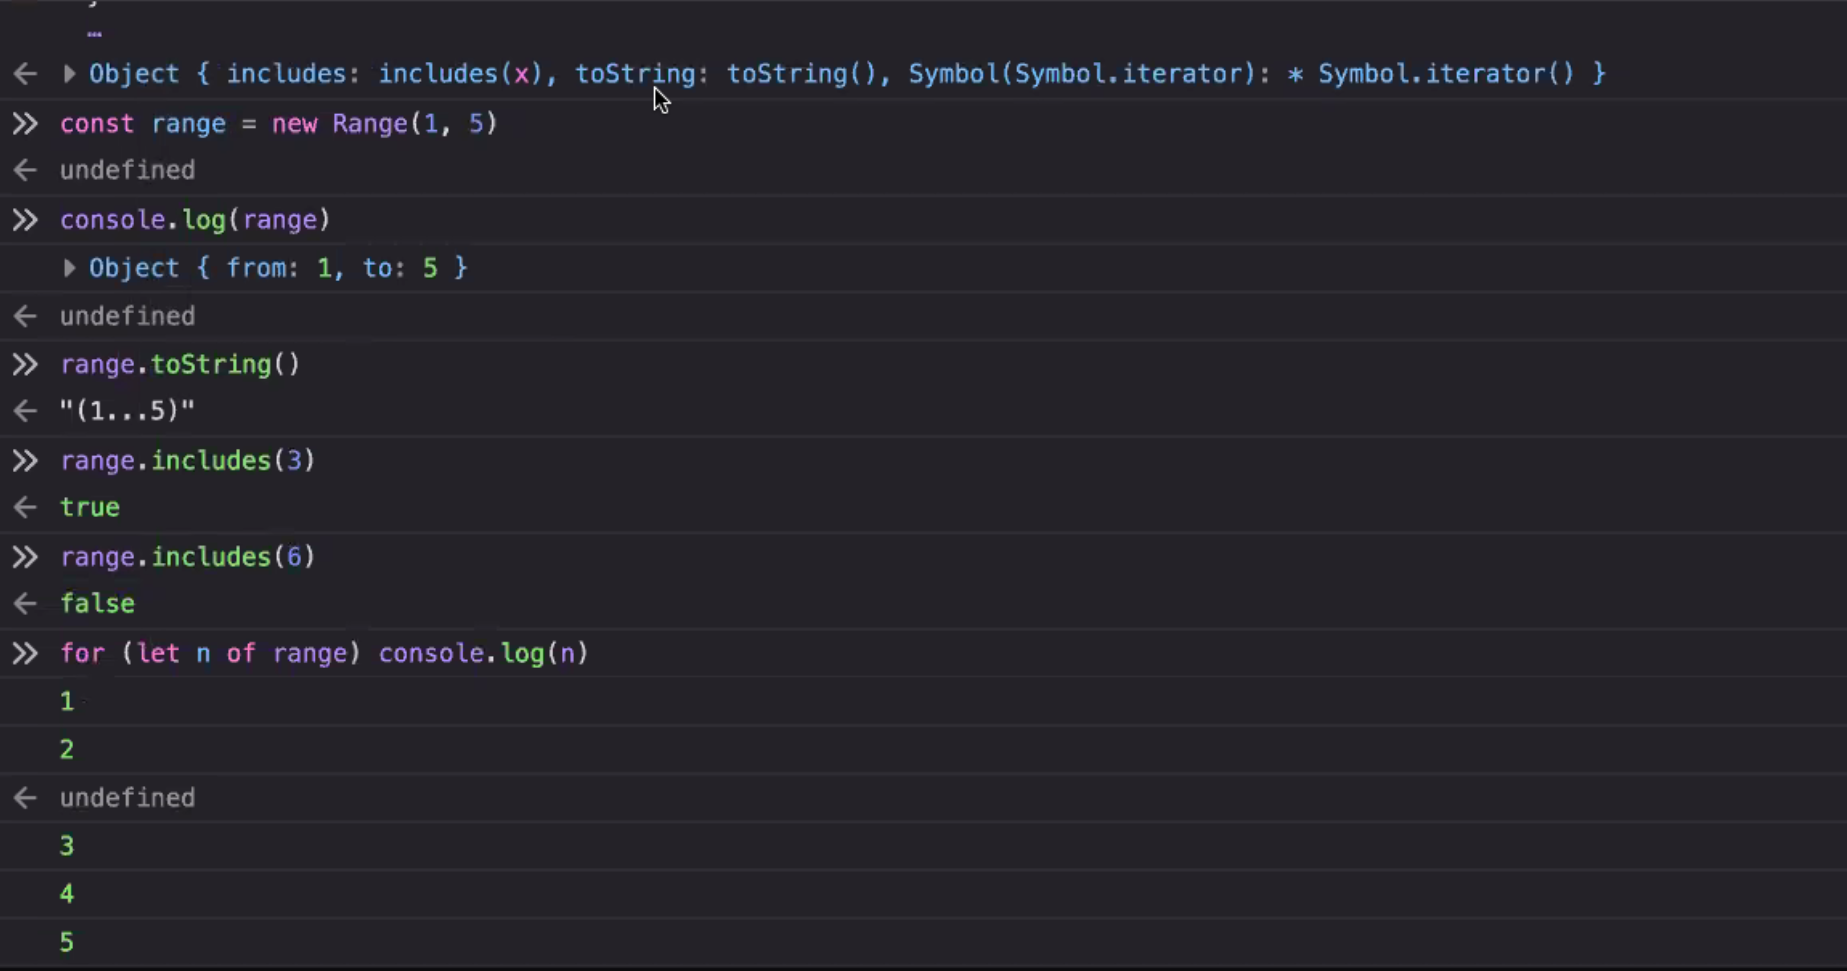 …
← ▶ Object { includes: includes(x), toString: toString(), Symbol(Symbol.iterator): * Symbol.iterator() }
>> const range = new Range(1, 5)
← undefined
>> console.log(range)
▶ Object { from: 1, to: 5 }
← undefined
>> range.toString()
← "(1...5)"
>> range.includes(3)
← true
>> range.includes(6)
← false
>> for (let n of range) console.log(n)
1
2
← undefined
3
4
5